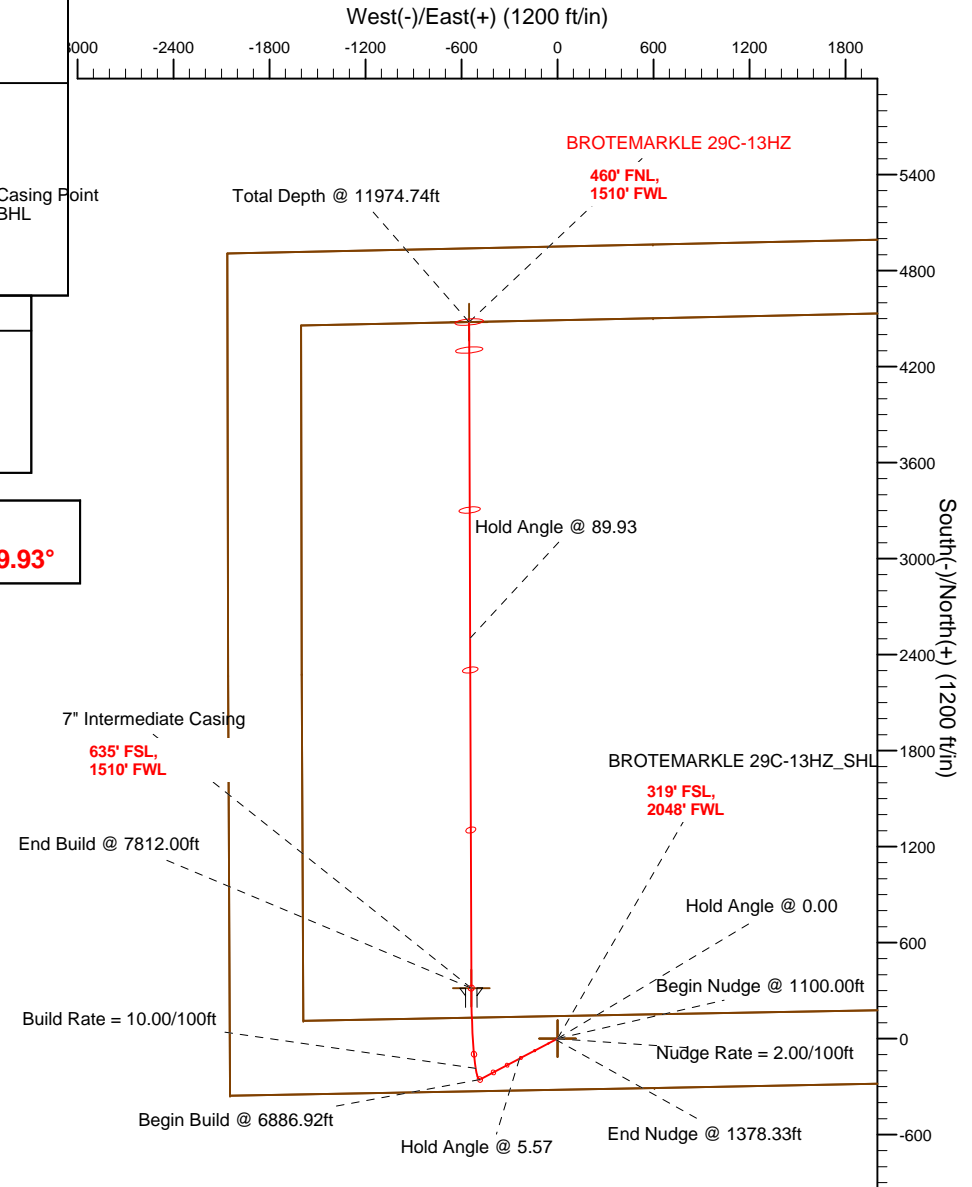 West(-)/East(+) (1200 ft/in)
-2400 -1800 -1200 -600 0 600 1200 1800
BROTEMARKLE 29C-13HZ
460' FNL,
1510' FWL
Total Depth @ 11974.74ft
Casing Point
BHL
5400
4800
4200
3600
3000
2400
1800
1200
600
0
-600
South(-)/North(+) (1200 ft/in)
Hold Angle @ 89.93
9.93°
7" Intermediate Casing
635' FSL,
1510' FWL
BROTEMARKLE 29C-13HZ_SHL
319' FSL,
2048' FWL
End Build @ 7812.00ft
Hold Angle @ 0.00
Begin Nudge @ 1100.00ft
Build Rate = 10.00/100ft
Nudge Rate = 2.00/100ft
Begin Build @ 6886.92ft
End Nudge @ 1378.33ft
Hold Angle @ 5.57